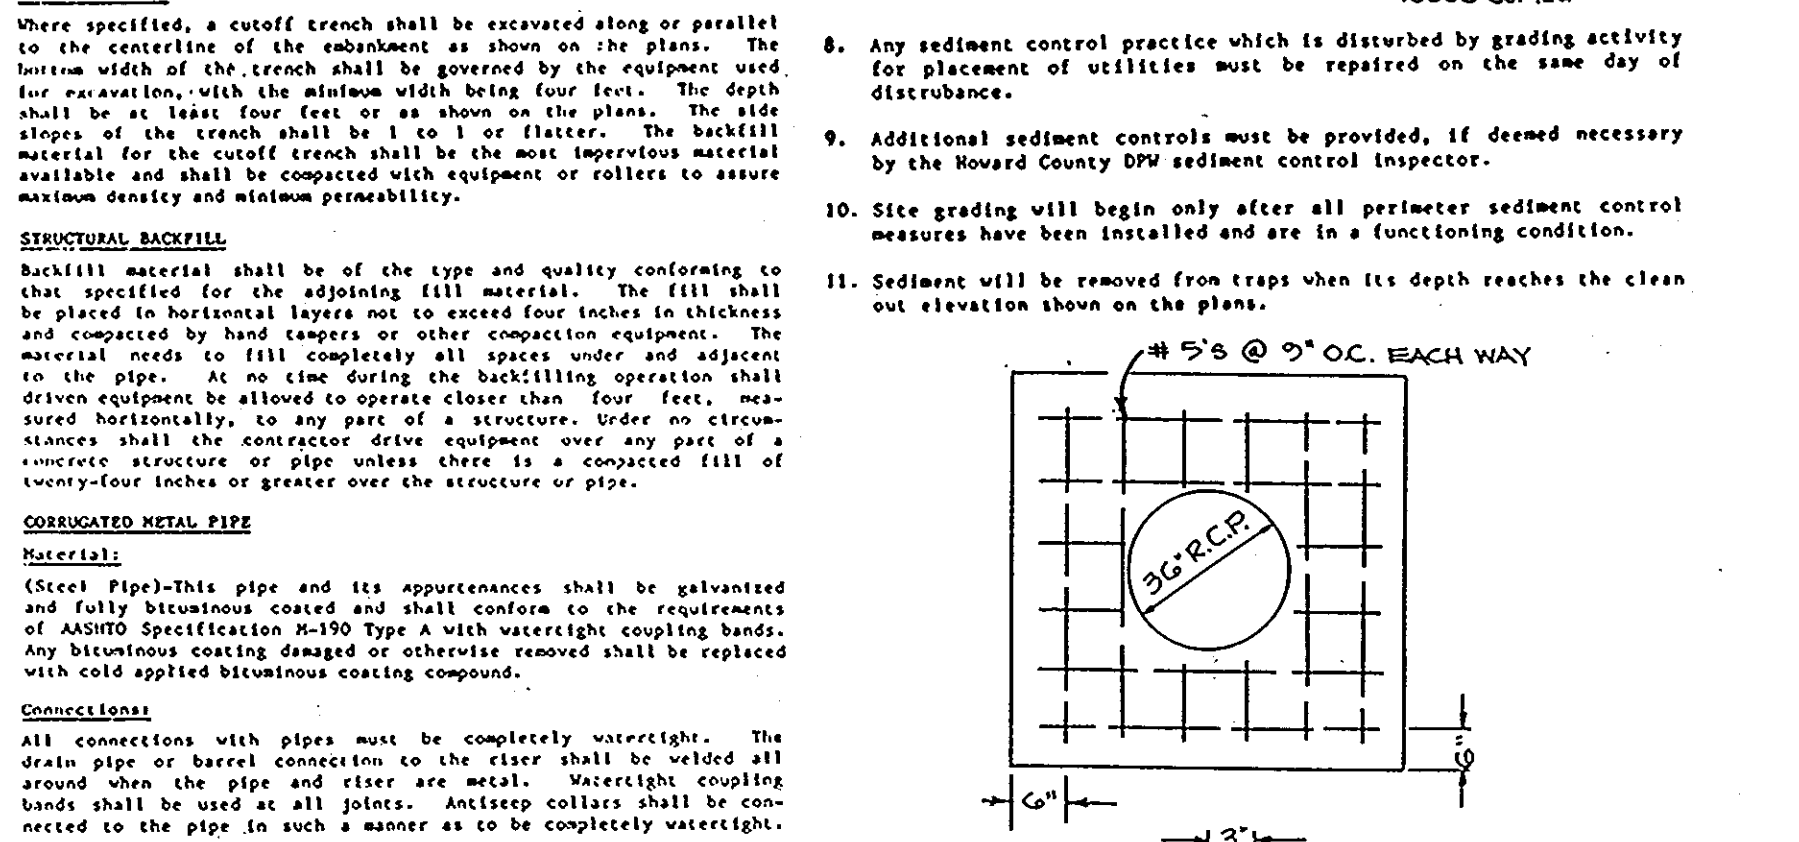 Where specified, a cutoff trench shall be excavated along or parallel
to the centerline of the embankment as shown on the plans. The
bottom width of the trench shall be governed by the equipment used
for excavation, with the minimum width being four feet. The depth
shall be at least four feet or as shown on the plans. The side
slopes of the trench shall be 1 to 1 or flatter. The backfill
material for the cutoff trench shall be the most impervious material
available and shall be compacted with equipment or rollers to assure
maximum density and minimum permeability.
STRUCTURAL BACKFILL
Backfill material shall be of the type and quality conforming to
that specified for the adjoining fill material. The fill shall
be placed in horizontal layers not to exceed four inches in thickness
and compacted by hand tampers or other compaction equipment. The
material needs to fill completely all spaces under and adjacent
to the pipe. At no time during the backfilling operation shall
driven equipment be allowed to operate closer than four feet, mea-
sured horizontally, to any part of a structure. Under no circum-
stances shall the contractor drive equipment over any part of a
concrete structure or pipe unless there is a compacted fill of
twenty-four inches or greater over the structure or pipe.
CORRUGATED METAL PIPE
Material:
(Steel Pipe)-This pipe and its appurtenances shall be galvanized
and fully bituminous coated and shall conform to the requirements
of AASHTO Specification M-190 Type A with watertight coupling bands.
Any bituminous coating damaged or otherwise removed shall be replaced
with cold applied bituminous coating compound.
Connections:
All connections with pipes must be completely watertight. The
drain pipe or barrel connection to the riser shall be welded all
around when the pipe and riser are metal. Watertight coupling
bands shall be used at all joints. Antiseep collars shall be con-
nected to the pipe in such a manner as to be completely watertight.
8. Any sediment control practice which is disturbed by grading activity
for placement of utilities must be repaired on the same day of
distrubance.
9. Additional sediment controls must be provided, if deemed necessary
by the Howard County DPW sediment control inspector.
10. Site grading will begin only after all perimeter sediment control
measures have been installed and are in a functioning condition.
11. Sediment will be removed from traps when its depth reaches the clean
out elevation shown on the plans.
# 5's @ 9" O.C. EACH WAY
36" R.C.P.
6"
6"
3"